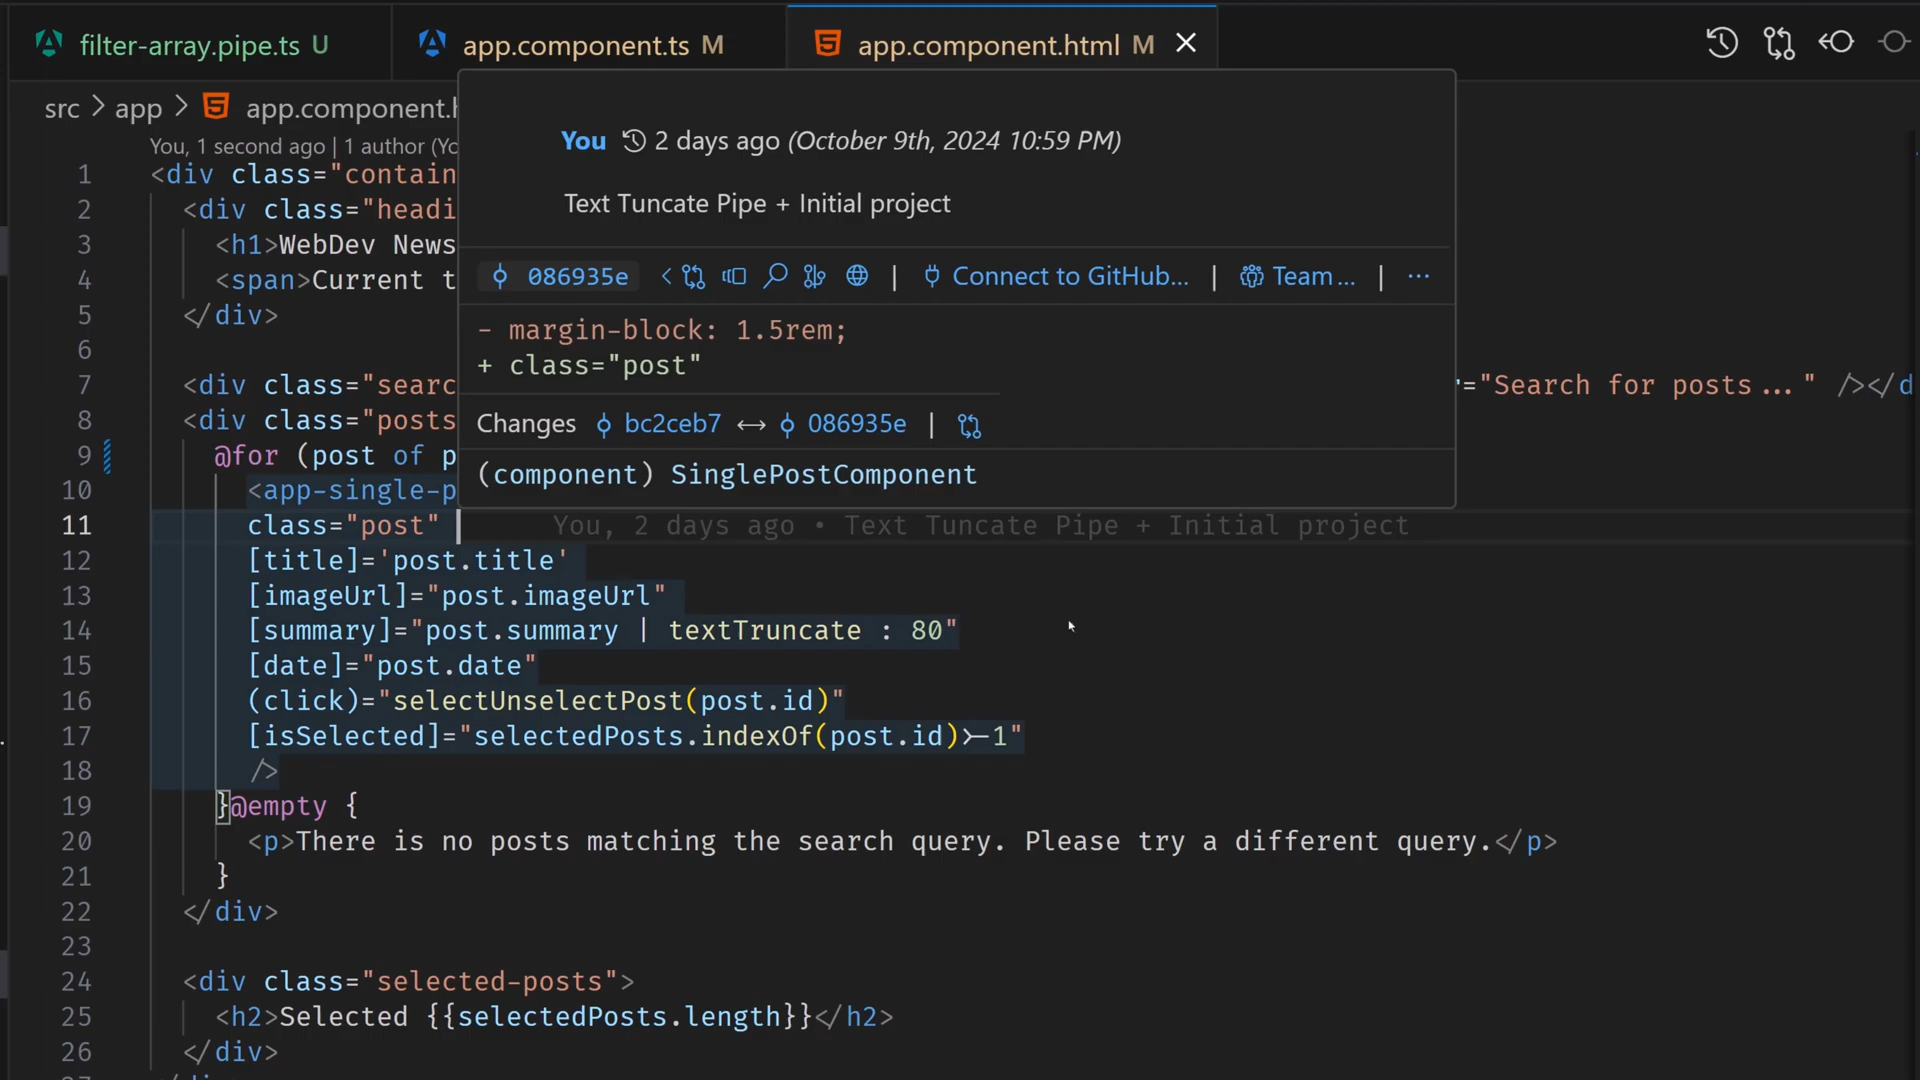 filter-array.pipe.ts U
app.component.ts M
app.component.html M
src > app > app.component.h
You, 1 second ago | 1 author (Yo
You 2 days ago (October 9th, 2024 10:59 PM)
Text Tuncate Pipe + Initial project
086935e | Connect to GitHub... | Team... | ...
- margin-block: 1.5rem;
+ class="post"
Changes bc2ceb7 ↔ 086935e |
(component) SinglePostComponent
1 <div class="contain
2 <div class="headi
3 <h1>WebDev News
4 <span>Current t
5 </div>
6
7 <div class="searc ="Search for posts..." /></d
8 <div class="posts
9 @for (post of p
10 <app-single-p
11 class="post" You, 2 days ago • Text Tuncate Pipe + Initial project
12 [title]='post.title'
13 [imageUrl]="post.imageUrl"
14 [summary]="post.summary | textTruncate : 80"
15 [date]="post.date"
16 (click)="selectUnselectPost(post.id)"
17 [isSelected]="selectedPosts.indexOf(post.id)>-1"
18 />
19 }@empty {
20 <p>There is no posts matching the search query. Please try a different query.</p>
21 }
22 </div>
23
24 <div class="selected-posts">
25 <h2>Selected {{selectedPosts.length}}</h2>
26 </div>